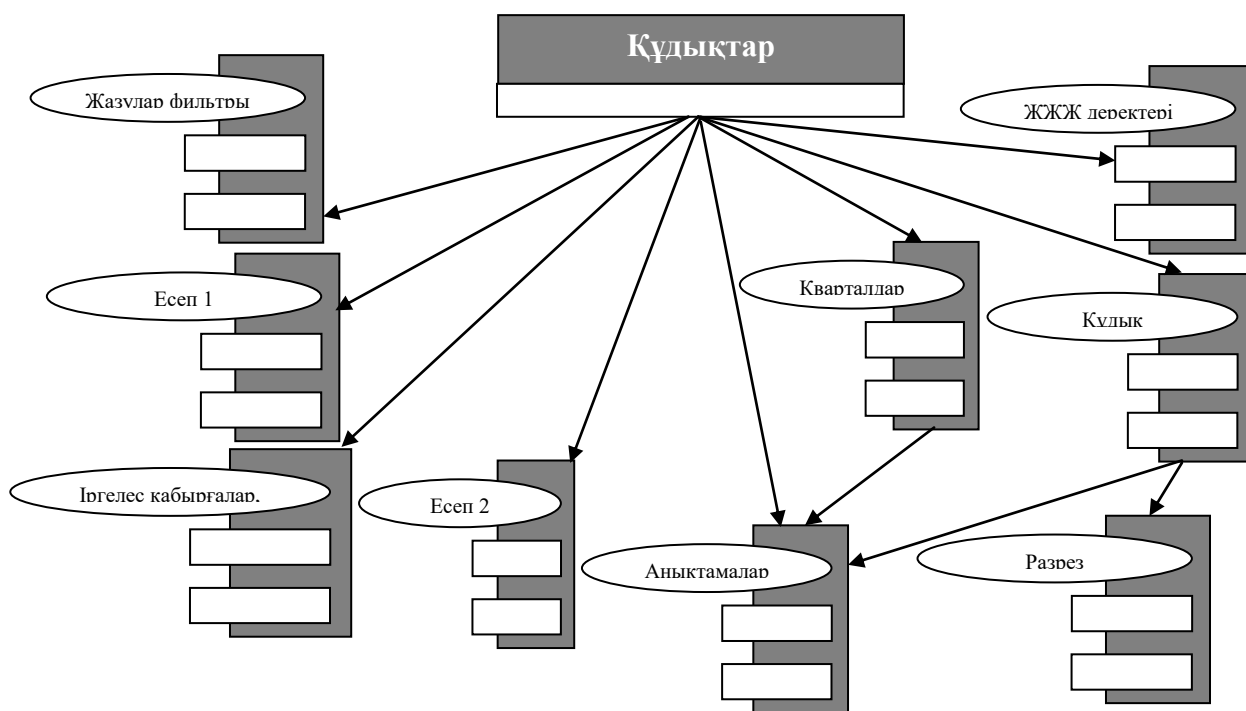 Құдықтар
Жазулар фильтры
ЖЖЖ деректері
Есеп 1
Кварталдар
Құдық
Іргелес қабырғалар,
Есеп 2
Анықтамалар
Разрез